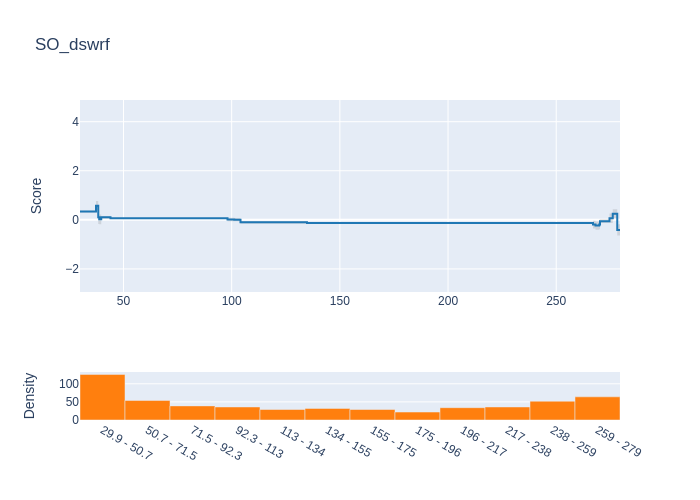 SO_dswrf
Score
4
2
0
−2
50
100
150
200
250
Density
100
50
0
29.9 - 50.7
50.7 - 71.5
71.5 - 92.3
92.3 - 113
113 - 134
134 - 155
155 - 175
175 - 196
196 - 217
217 - 238
238 - 259
259 - 279